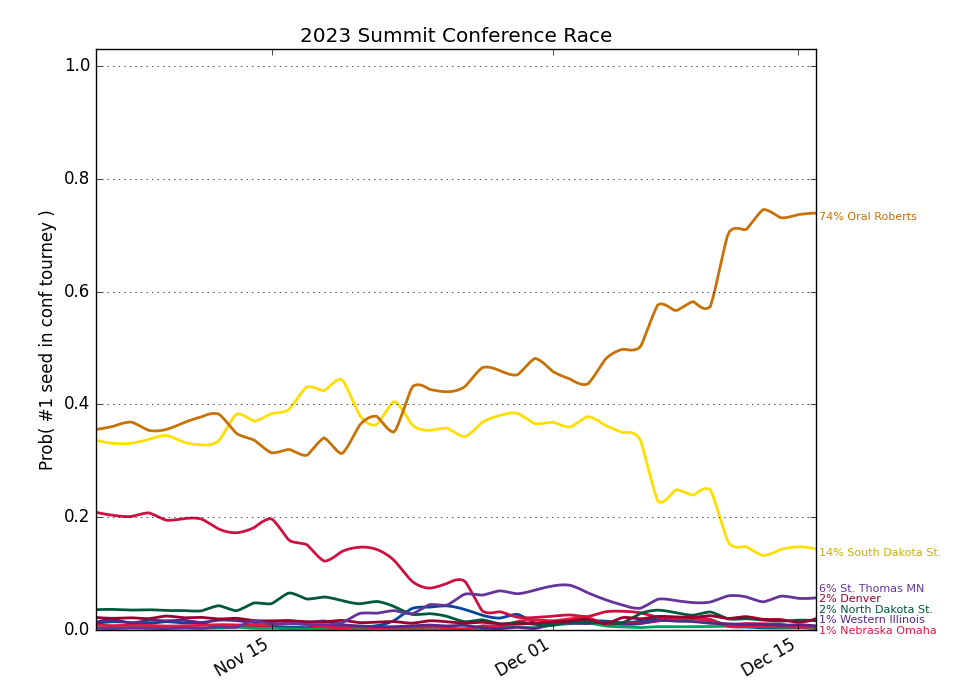 2023 Summit Conference Race
Prob( #1 seed in conf tourney )
1.0
0.8
0.6
0.4
0.2
0.0
Nov 15
Dec 01
Dec 15
74% Oral Roberts
14% South Dakota St.
6% St. Thomas MN
2% Denver
2% North Dakota St.
1% Western Illinois
1% Nebraska Omaha